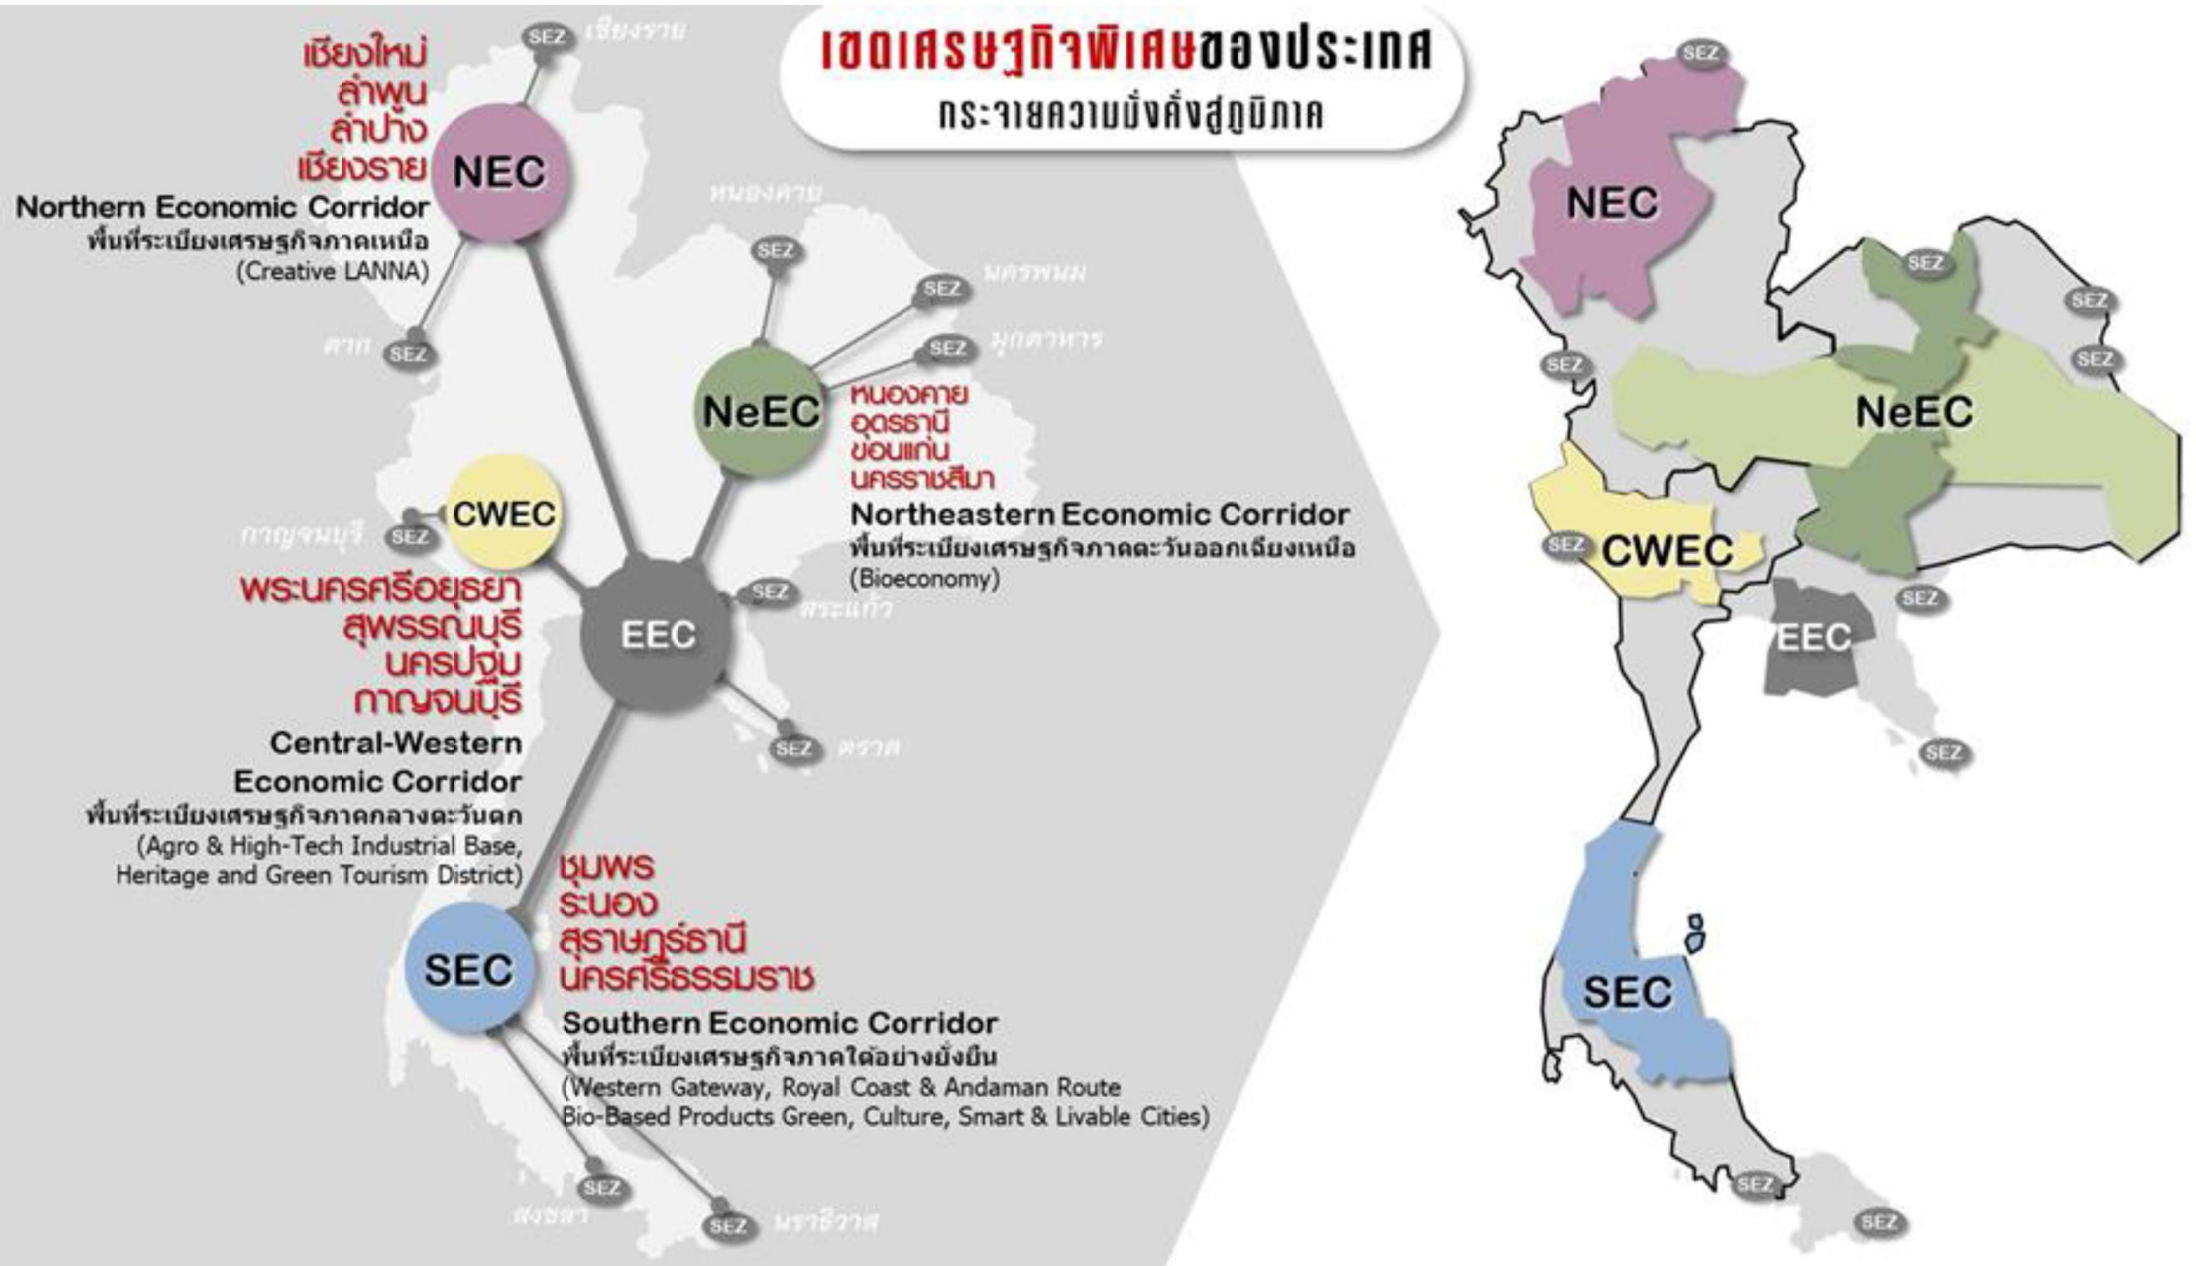 เขตเศรษฐกิจพิเศษของประเทศ
กระจายความมั่งคั่งสู่ภูมิภาค
SEZ
เชียงราย
เชียงใหม่
ลำพูน
ลำปาง
เชียงราย
NEC
Northern Economic Corridor
พื้นที่ระเบียงเศรษฐกิจภาคเหนือ
(Creative LANNA)
ตาก
SEZ
หนองคาย
SEZ
นครพนม
SEZ
มุกดาหาร
SEZ
NeEC
หนองคาย
อุดรธานี
ขอนแก่น
นครราชสีมา
Northeastern Economic Corridor
พื้นที่ระเบียงเศรษฐกิจภาคตะวันออกเฉียงเหนือ
(Bioeconomy)
CWEC
กาญจนบุรี
SEZ
พระนครศรีอยุธยา
สุพรรณบุรี
นครปฐม
กาญจนบุรี
Central-Western
Economic Corridor
พื้นที่ระเบียงเศรษฐกิจภาคกลางตะวันตก
(Agro & High-Tech Industrial Base,
Heritage and Green Tourism District)
EEC
SEZ
สระแก้ว
SEZ
ตราด
SEC
ชุมพร
ระนอง
สุราษฎร์ธานี
นครศรีธรรมราช
Southern Economic Corridor
พื้นที่ระเบียงเศรษฐกิจภาคใต้อย่างยั่งยืน
(Western Gateway, Royal Coast & Andaman Route
Bio-Based Products Green, Culture, Smart & Livable Cities)
SEZ
สงขลา
SEZ
นราธิวาส
SEZ
NEC
SEZ
SEZ
SEZ
SEZ
NeEC
SEZ
CWEC
SEZ
EEC
SEZ
SEC
SEZ
SEZ